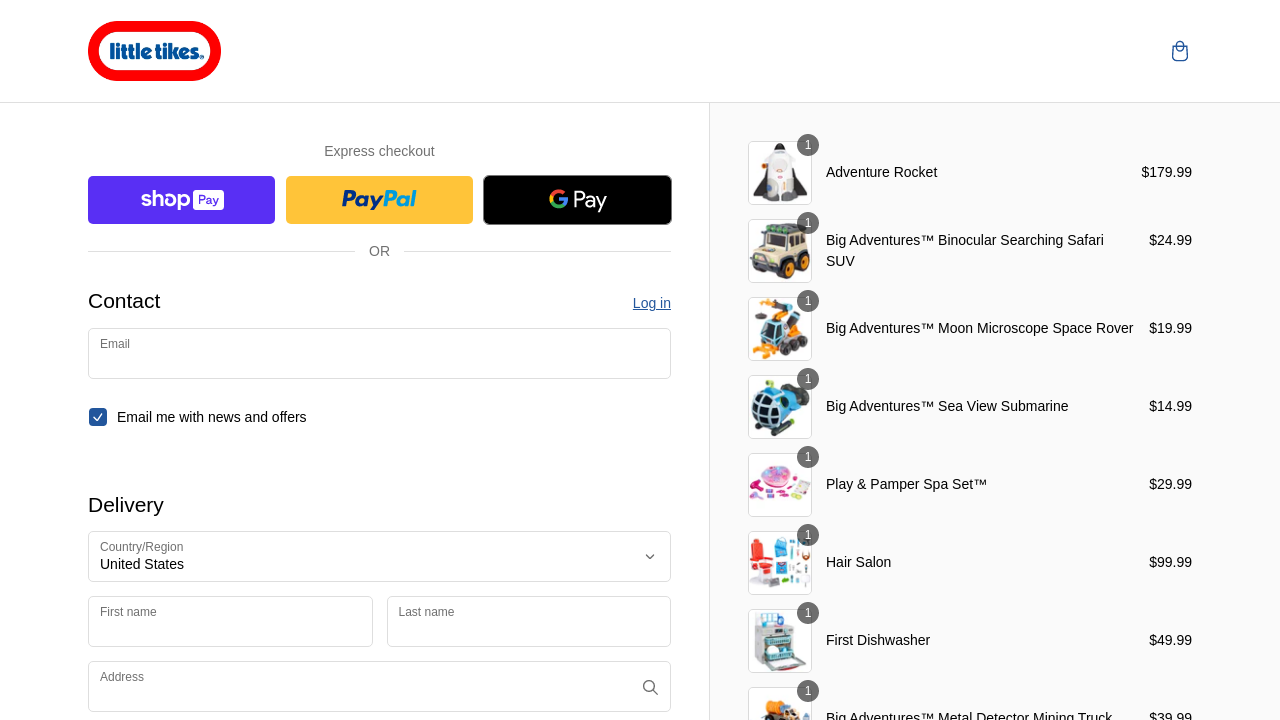 little tikes
Express checkout
shop Pay
PayPal
G Pay
OR
Contact
Log in
Email
Email me with news and offers
Delivery
Country/Region
United States
First name
Last name
Address
1
Adventure Rocket
$179.99
1
Big Adventures™ Binocular Searching Safari
SUV
$24.99
1
Big Adventures™ Moon Microscope Space Rover
$19.99
1
Big Adventures™ Sea View Submarine
$14.99
1
Play & Pamper Spa Set™
$29.99
1
Hair Salon
$99.99
1
First Dishwasher
$49.99
1
Big Adventures™ Metal Detector Mining Truck
$39.99